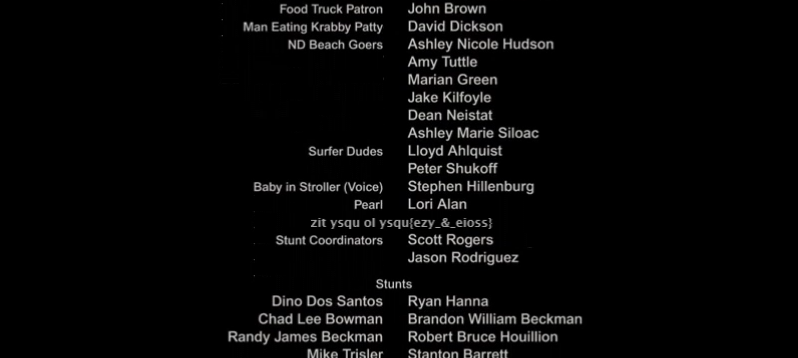 Food Truck Patron John Brown
Man Eating Krabby Patty David Dickson
ND Beach Goers Ashley Nicole Hudson
Amy Tuttle
Marian Green
Jake Kilfoyle
Dean Neistat
Ashley Marie Siloac
Surfer Dudes Lloyd Ahlquist
Peter Shukoff
Baby in Stroller (Voice) Stephen Hillenburg
Pearl Lori Alan
zit ysqu ol ysqu{ezy_&_eioss}
Stunt Coordinators Scott Rogers
Jason Rodriguez
Stunts
Dino Dos Santos Ryan Hanna
Chad Lee Bowman Brandon William Beckman
Randy James Beckman Robert Bruce Houillion
Mike Trisler Stanton Barrett